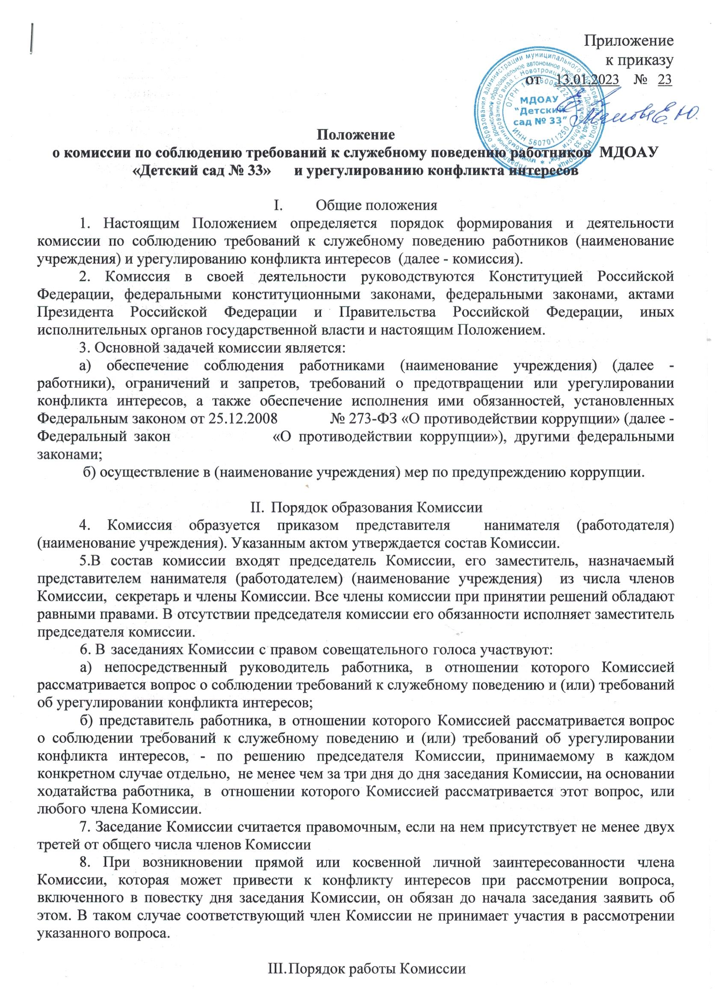 Приложение
к приказу
от 13.01.2023 № 23
МДОАУ
"Детский
сад № 33"
ИНН 5607011250
Положение
о комиссии по соблюдению требований к служебному поведению работников МДОАУ
«Детский сад № 33» и урегулированию конфликта интересов
I. Общие положения
1. Настоящим Положением определяется порядок формирования и деятельности
комиссии по соблюдению требований к служебному поведению работников (наименование
учреждения) и урегулированию конфликта интересов (далее - комиссия).
2. Комиссия в своей деятельности руководствуются Конституцией Российской
Федерации, федеральными конституционными законами, федеральными законами, актами
Президента Российской Федерации и Правительства Российской Федерации, иных
исполнительных органов государственной власти и настоящим Положением.
3. Основной задачей комиссии является:
а) обеспечение соблюдения работниками (наименование учреждения) (далее -
работники), ограничений и запретов, требований о предотвращении или урегулировании
конфликта интересов, а также обеспечение исполнения ими обязанностей, установленных
Федеральным законом от 25.12.2008 № 273-ФЗ «О противодействии коррупции» (далее -
Федеральный закон «О противодействии коррупции»), другими федеральными
законами;
б) осуществление в (наименование учреждения) мер по предупреждению коррупции.
II. Порядок образования Комиссии
4. Комиссия образуется приказом представителя нанимателя (работодателя)
(наименование учреждения). Указанным актом утверждается состав Комиссии.
5.В состав комиссии входят председатель Комиссии, его заместитель, назначаемый
представителем нанимателя (работодателем) (наименование учреждения) из числа членов
Комиссии, секретарь и члены Комиссии. Все члены комиссии при принятии решений обладают
равными правами. В отсутствии председателя комиссии его обязанности исполняет заместитель
председателя комиссии.
6. В заседаниях Комиссии с правом совещательного голоса участвуют:
а) непосредственный руководитель работника, в отношении которого Комиссией
рассматривается вопрос о соблюдении требований к служебному поведению и (или) требований
об урегулировании конфликта интересов;
б) представитель работника, в отношении которого Комиссией рассматривается вопрос
о соблюдении требований к служебному поведению и (или) требований об урегулировании
конфликта интересов, - по решению председателя Комиссии, принимаемому в каждом
конкретном случае отдельно, не менее чем за три дня до дня заседания Комиссии, на основании
ходатайства работника, в отношении которого Комиссией рассматривается этот вопрос, или
любого члена Комиссии.
7. Заседание Комиссии считается правомочным, если на нем присутствует не менее двух
третей от общего числа членов Комиссии
8. При возникновении прямой или косвенной личной заинтересованности члена
Комиссии, которая может привести к конфликту интересов при рассмотрении вопроса,
включенного в повестку дня заседания Комиссии, он обязан до начала заседания заявить об
этом. В таком случае соответствующий член Комиссии не принимает участия в рассмотрении
указанного вопроса.
III. Порядок работы Комиссии